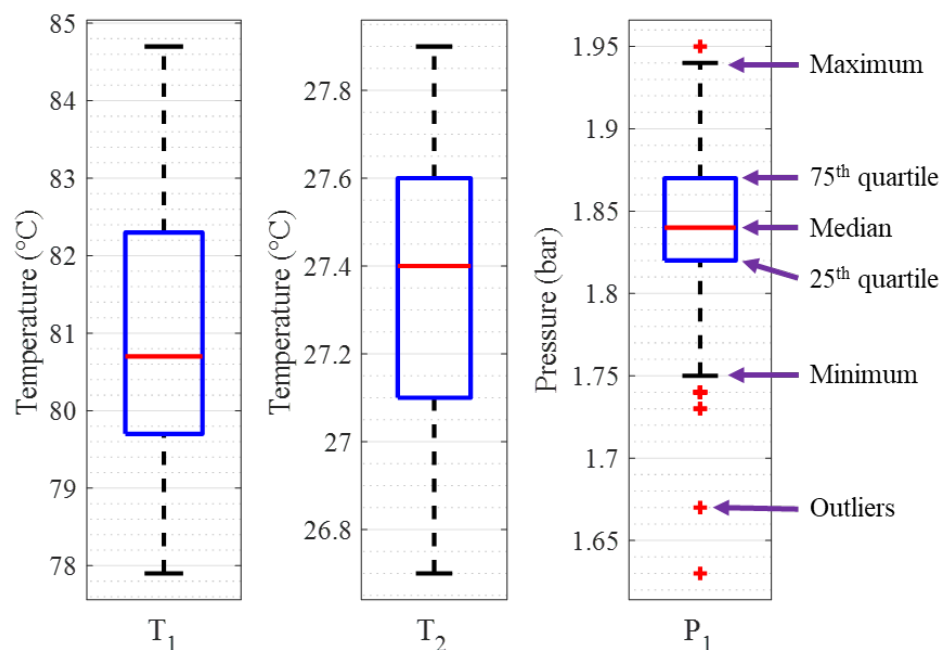 Temperature (°C)
85
84
83
82
81
80
79
78
T₁
Temperature (°C)
27.8
27.6
27.4
27.2
27
26.8
T₂
Pressure (bar)
1.95
1.9
1.85
1.8
1.75
1.7
1.65
P₁
Maximum
75ᵗʰ quartile
Median
25ᵗʰ quartile
Minimum
Outliers